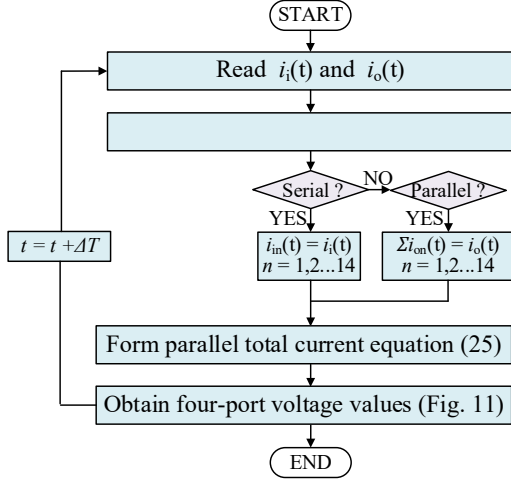 START
Read i_i(t) and i_o(t)
Serial ?
NO
Parallel ?
YES
YES
i_in(t) = i_i(t)
n = 1,2...14
Σi_on(t) = i_o(t)
n = 1,2...14
t = t +ΔT
Form parallel total current equation (25)
Obtain four-port voltage values (Fig. 11)
END